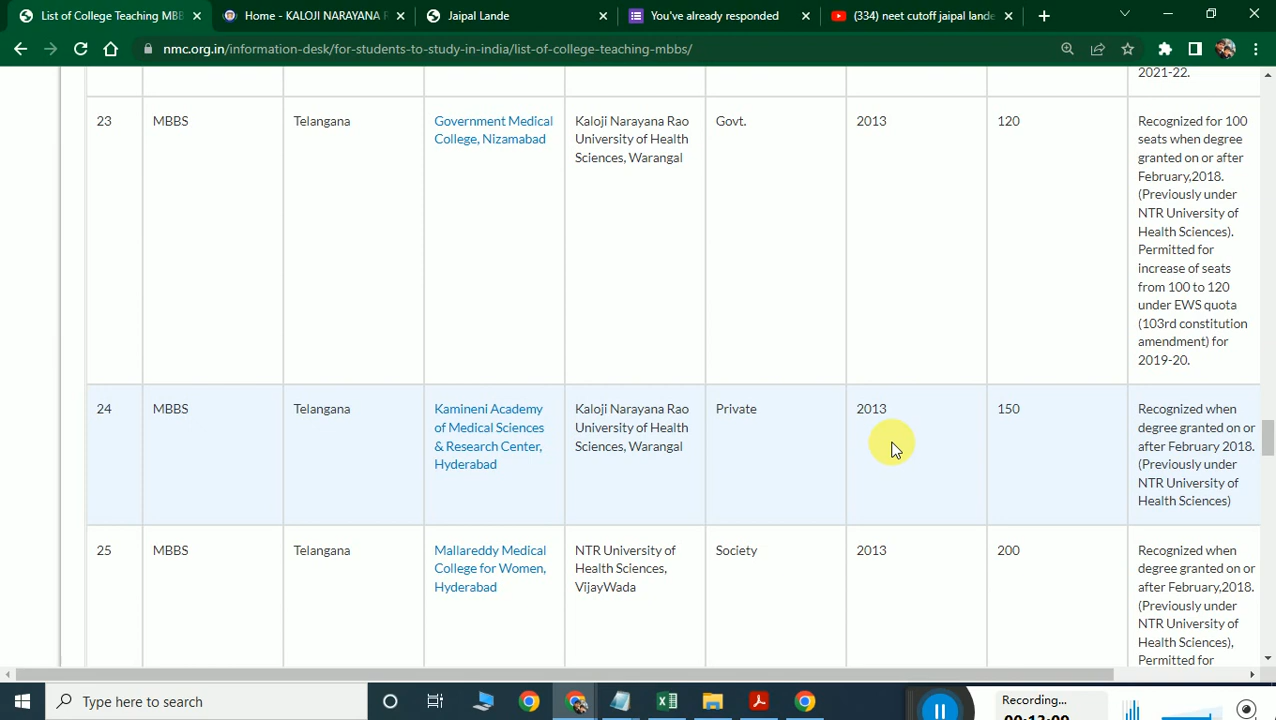 List of College Teaching MBB
Home - KALOJI NARAYANA R
Jaipal Lande
You've already responded
(334) neet cutoff jaipal lande
nmc.org.in/information-desk/for-students-to-study-in-india/list-of-college-teaching-mbbs/
2021-22.
23
MBBS
Telangana
Government Medical
College, Nizamabad
Kaloji Narayana Rao
University of Health
Sciences, Warangal
Govt.
2013
120
Recognized for 100
seats when degree
granted on or after
February,2018.
(Previously under
NTR University of
Health Sciences).
Permitted for
increase of seats
from 100 to 120
under EWS quota
(103rd constitution
amendment) for
2019-20.
24
MBBS
Telangana
Kamineni Academy
of Medical Sciences
& Research Center,
Hyderabad
Kaloji Narayana Rao
University of Health
Sciences, Warangal
Private
2013
150
Recognized when
degree granted on or
after February 2018.
(Previously under
NTR University of
Health Sciences)
25
MBBS
Telangana
Mallareddy Medical
College for Women,
Hyderabad
NTR University of
Health Sciences,
VijayWada
Society
2013
200
Recognized when
degree granted on or
after February,2018.
(Previously under
NTR University of
Health Sciences),
Permitted for
Type here to search
Recording...
00:13:09